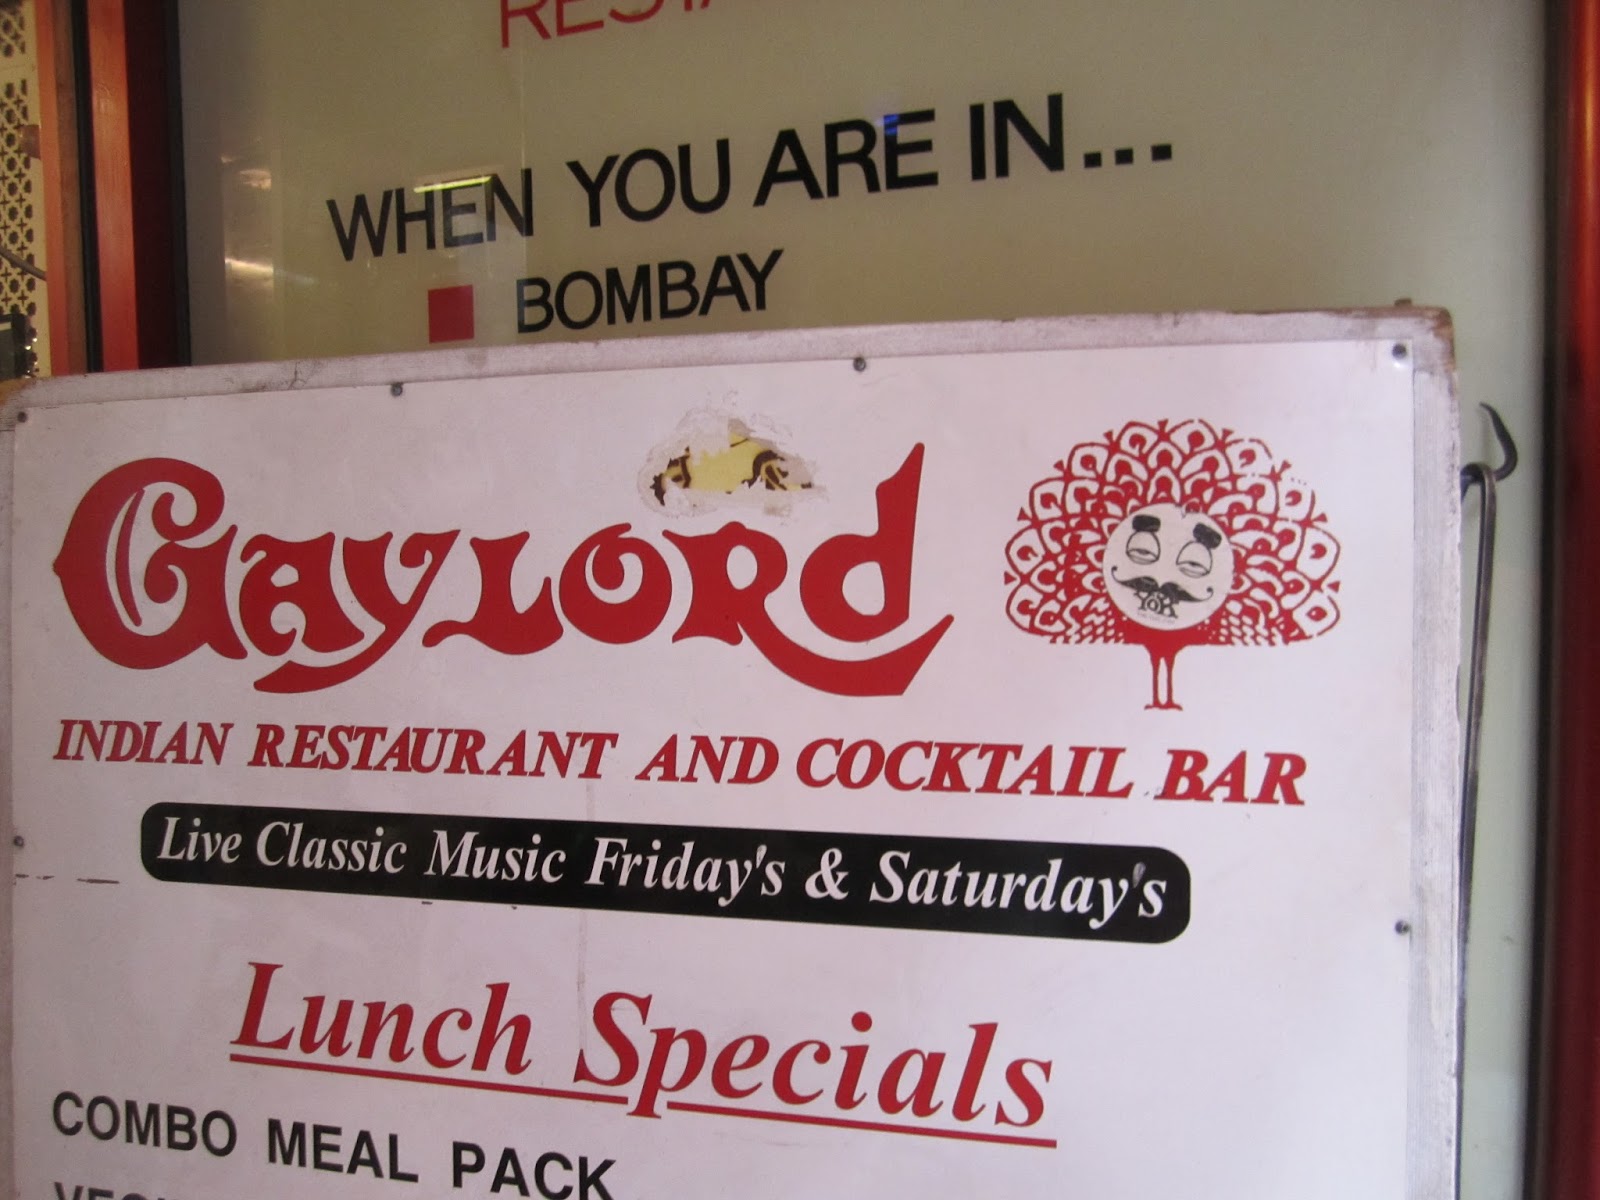 WHEN YOU ARE IN...
BOMBAY
GAYLORD
INDIAN RESTAURANT AND COCKTAIL BAR
Live Classic Music Friday's & Saturday's
Lunch Specials
COMBO MEAL PACK